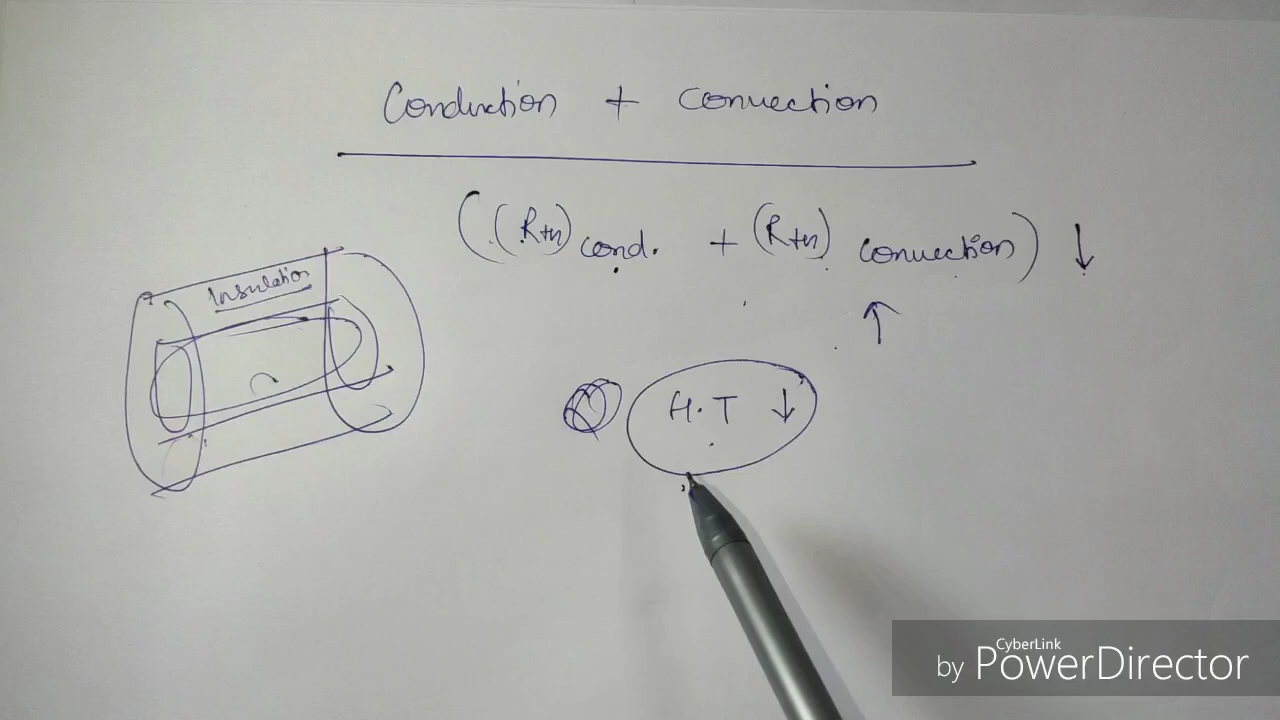 Conduction + Convection
((Rth)cond. + (Rth) convection) ↓
Insulation
↑
H.T ↓
CyberLink
by PowerDirector